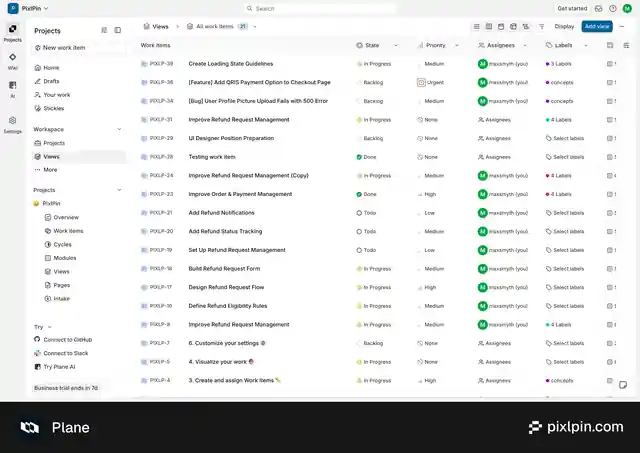 PixlPin
Search
Get started
M
Projects
Wiki
AI
Settings
Projects
New work item
Home
Drafts
Your work
Stickies
Workspace
Projects
Views
More
Projects
PixlPin
Overview
Work items
Cycles
Modules
Views
Pages
Intake
Try
Connect to GitHub
Connect to Slack
Try Plane AI
Business trial ends in 7d
Views > All work items 21
Display
Add view
Work items State Priority Assignees Labels
PIXLP-38 Create Loading State Guidelines In Progress Medium M maxsmyth (you) 3 Labels
PIXLP-36 [Feature] Add QRIS Payment Option to Checkout Page Backlog Urgent M maxsmyth (you) concepts
PIXLP-34 [Bug] User Profile Picture Upload Fails with 500 Error Backlog Medium M maxsmyth (you) concepts
PIXLP-31 Improve Refund Request Management In Progress None Assignees 4 Labels
PIXLP-29 UI Designer Position Preparation Backlog None Assignees Select labels
PIXLP-28 Testing work item Done None Assignees Select labels
PIXLP-24 Improve Refund Request Management (Copy) In Progress Medium M maxsmyth (you) 4 Labels
PIXLP-23 Improve Order & Payment Management Done High M maxsmyth (you) 4 Labels
PIXLP-21 Add Refund Notifications Todo Low M maxsmyth (you) Select labels
PIXLP-20 Add Refund Status Tracking Todo Medium M maxsmyth (you) Select labels
PIXLP-19 Set Up Refund Request Management Todo Low M maxsmyth (you) Select labels
PIXLP-18 Build Refund Request Form In Progress Medium M maxsmyth (you) Select labels
PIXLP-17 Design Refund Request Flow In Progress High M maxsmyth (you) Select labels
Define Refund Eligibility Rules In Progress Medium M maxsmyth (you) Select labels
Improve Refund Request Management In Progress Medium M maxsmyth (you) 4 Labels
PIXLP-7 6. Customize your settings Backlog None Assignees Select labels
PIXLP-5 4. Visualize your work In Progress None Assignees Select labels
PIXLP-4 3. Create and assign Work Items In Progress High Assignees concepts
Plane
pixlpin.com